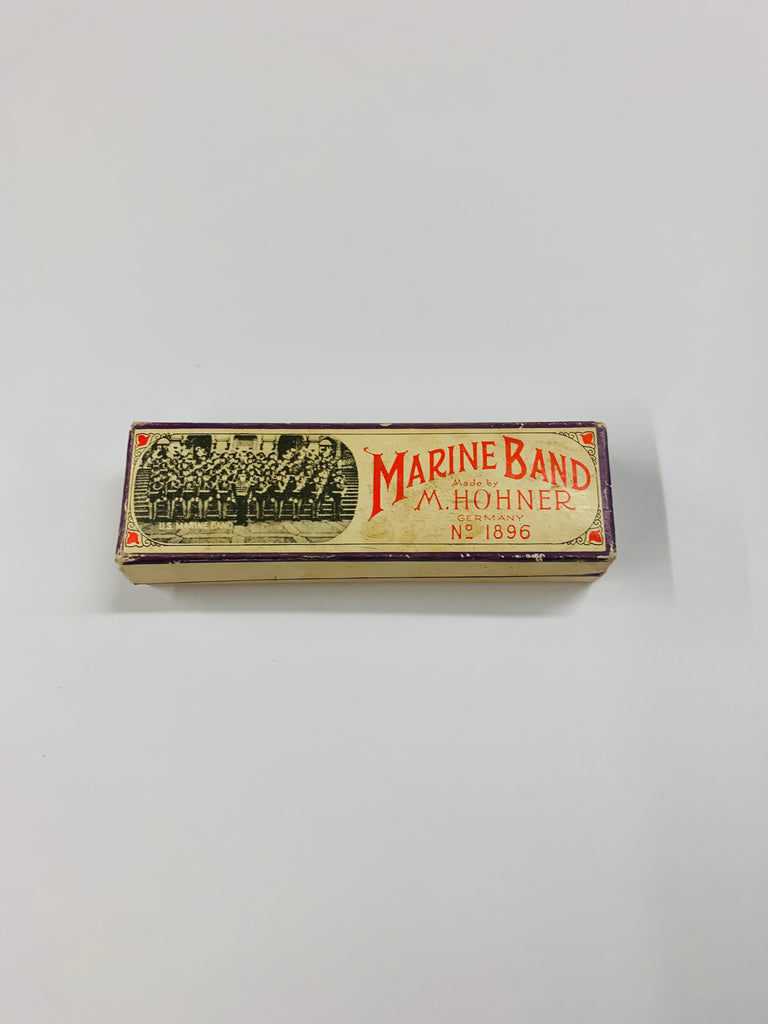 U.S. MARINE BAND
MARINE BAND
Made by
M. HOHNER
GERMANY
Nº 1896